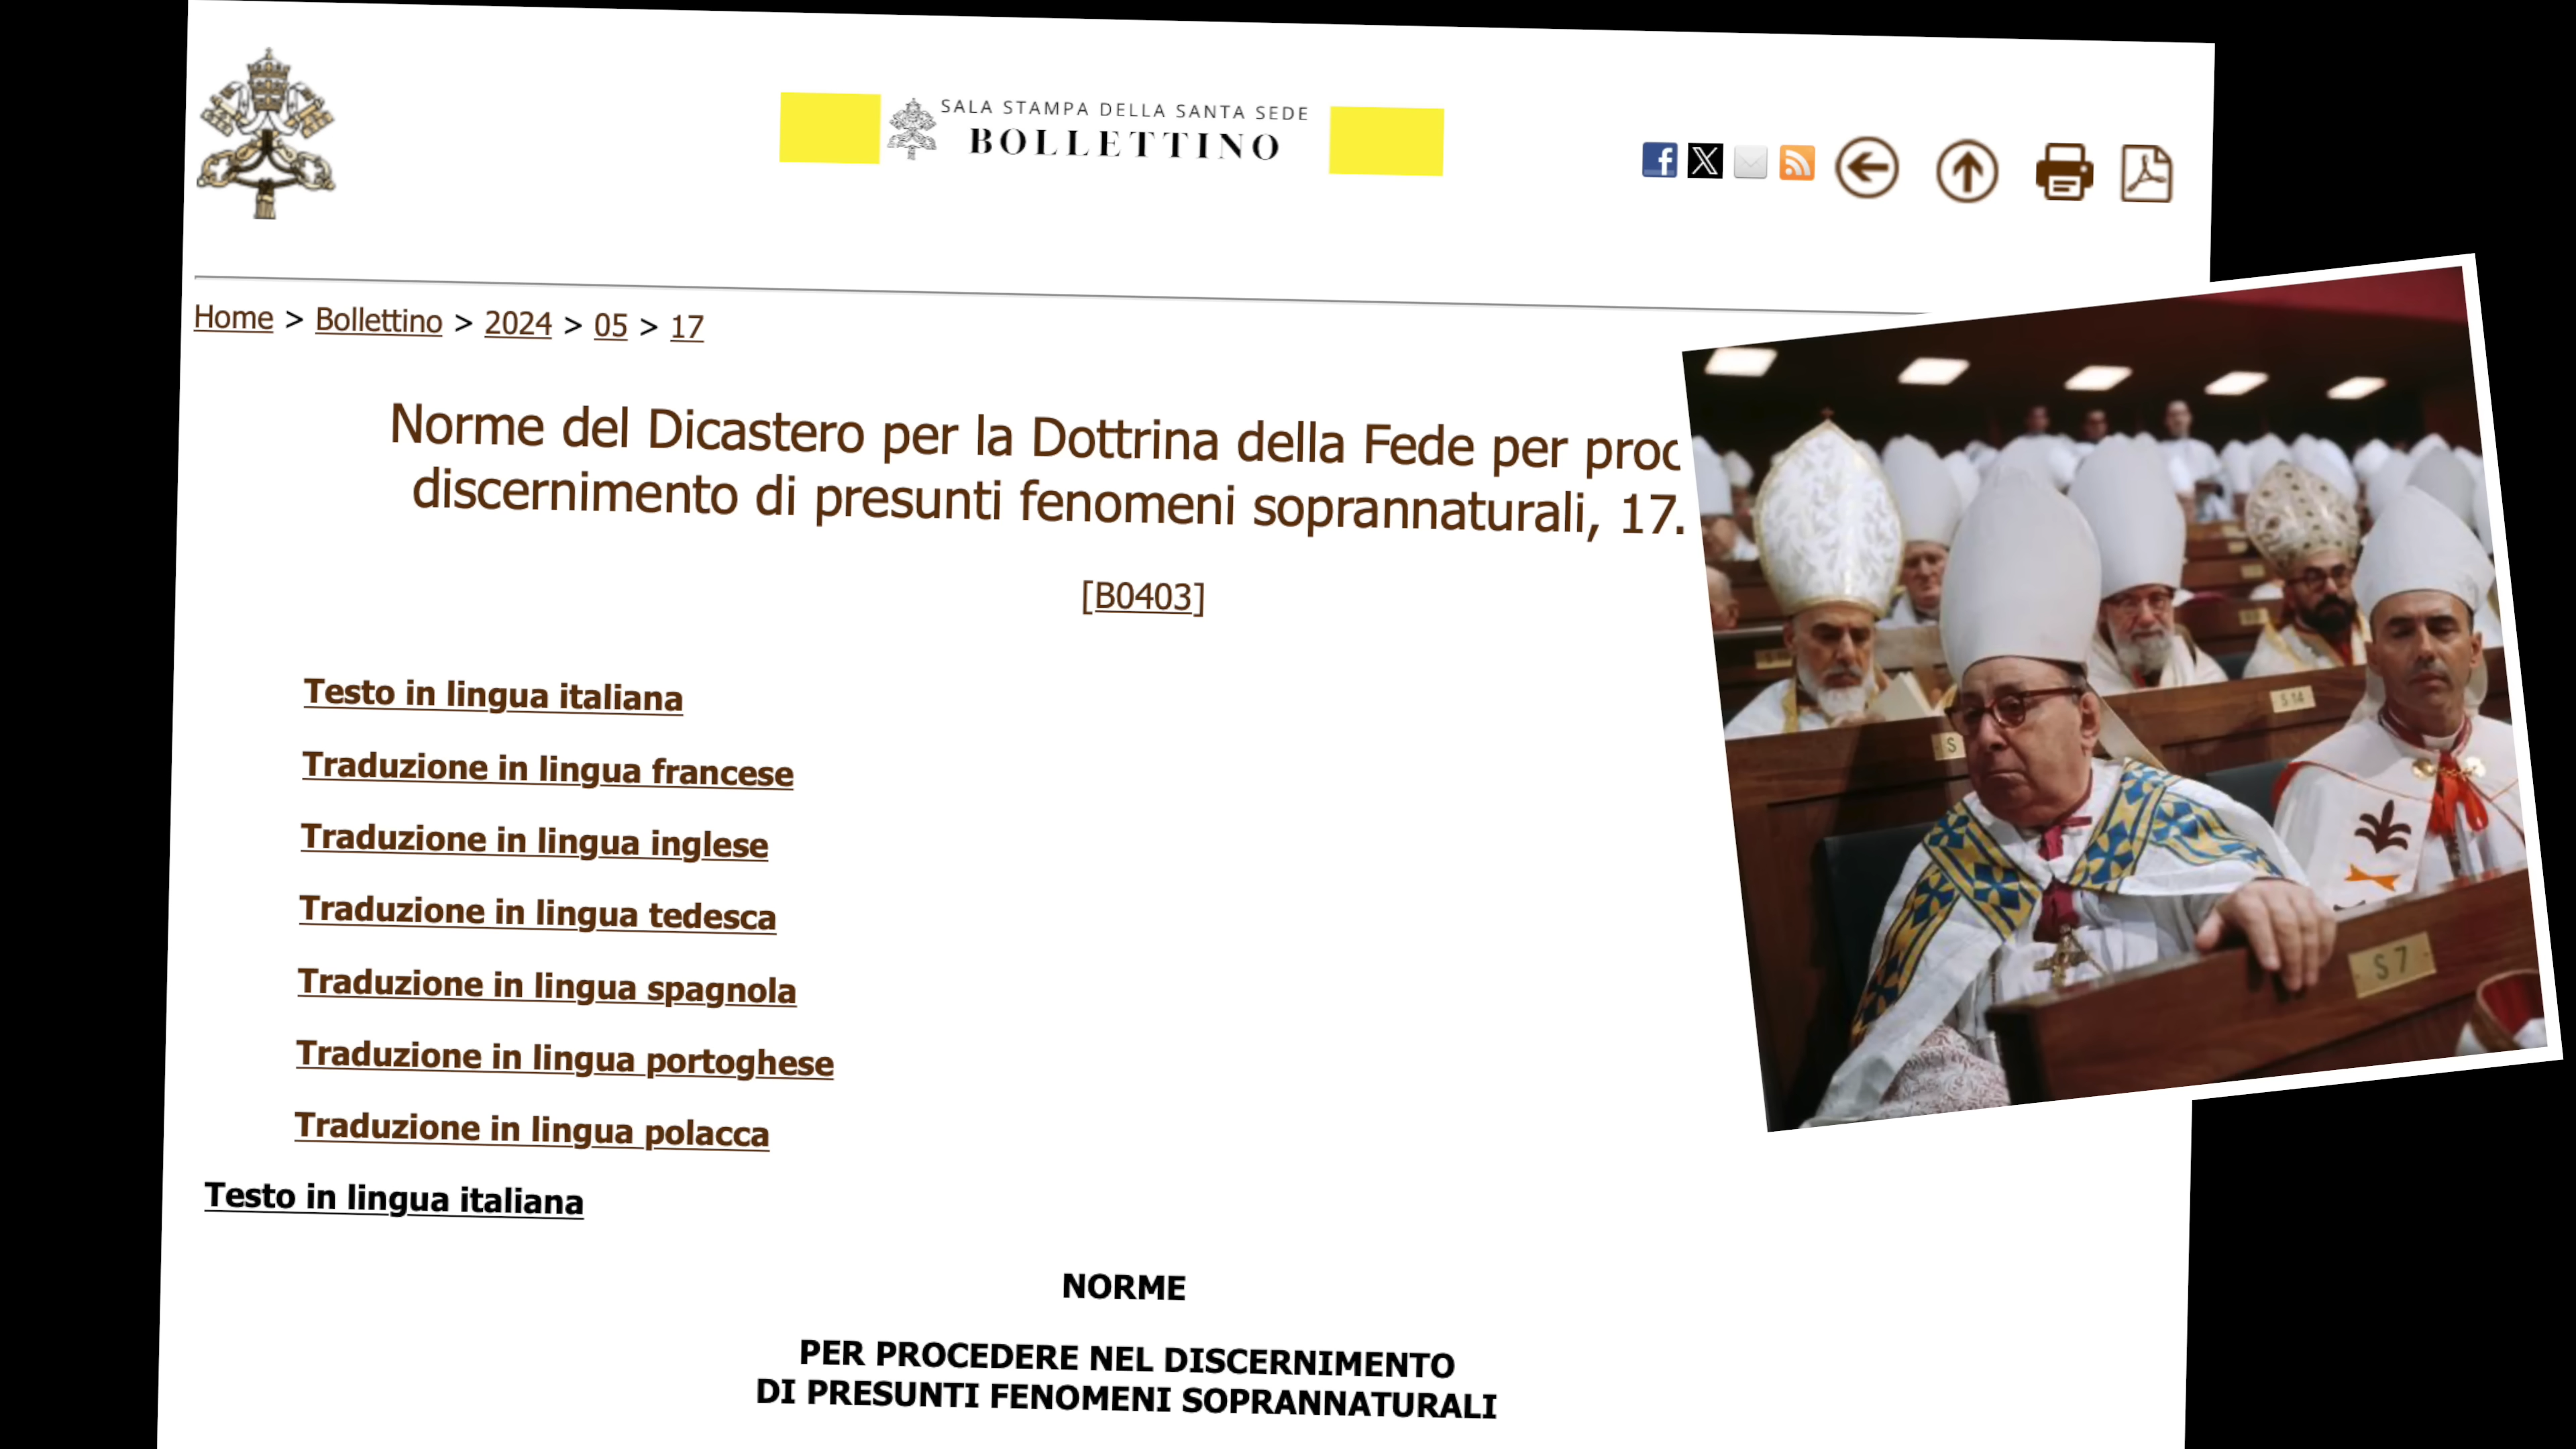 SALA STAMPA DELLA SANTA SEDE
BOLLETTINO
Home > Bollettino > 2024 > 05 > 17
Norme del Dicastero per la Dottrina della Fede per proc
discernimento di presunti fenomeni soprannaturali, 17.
[B0403]
Testo in lingua italiana
Traduzione in lingua francese
Traduzione in lingua inglese
Traduzione in lingua tedesca
Traduzione in lingua spagnola
Traduzione in lingua portoghese
Traduzione in lingua polacca
Testo in lingua italiana
NORME
PER PROCEDERE NEL DISCERNIMENTO
DI PRESUNTI FENOMENI SOPRANNATURALI
S 14
S
S 7